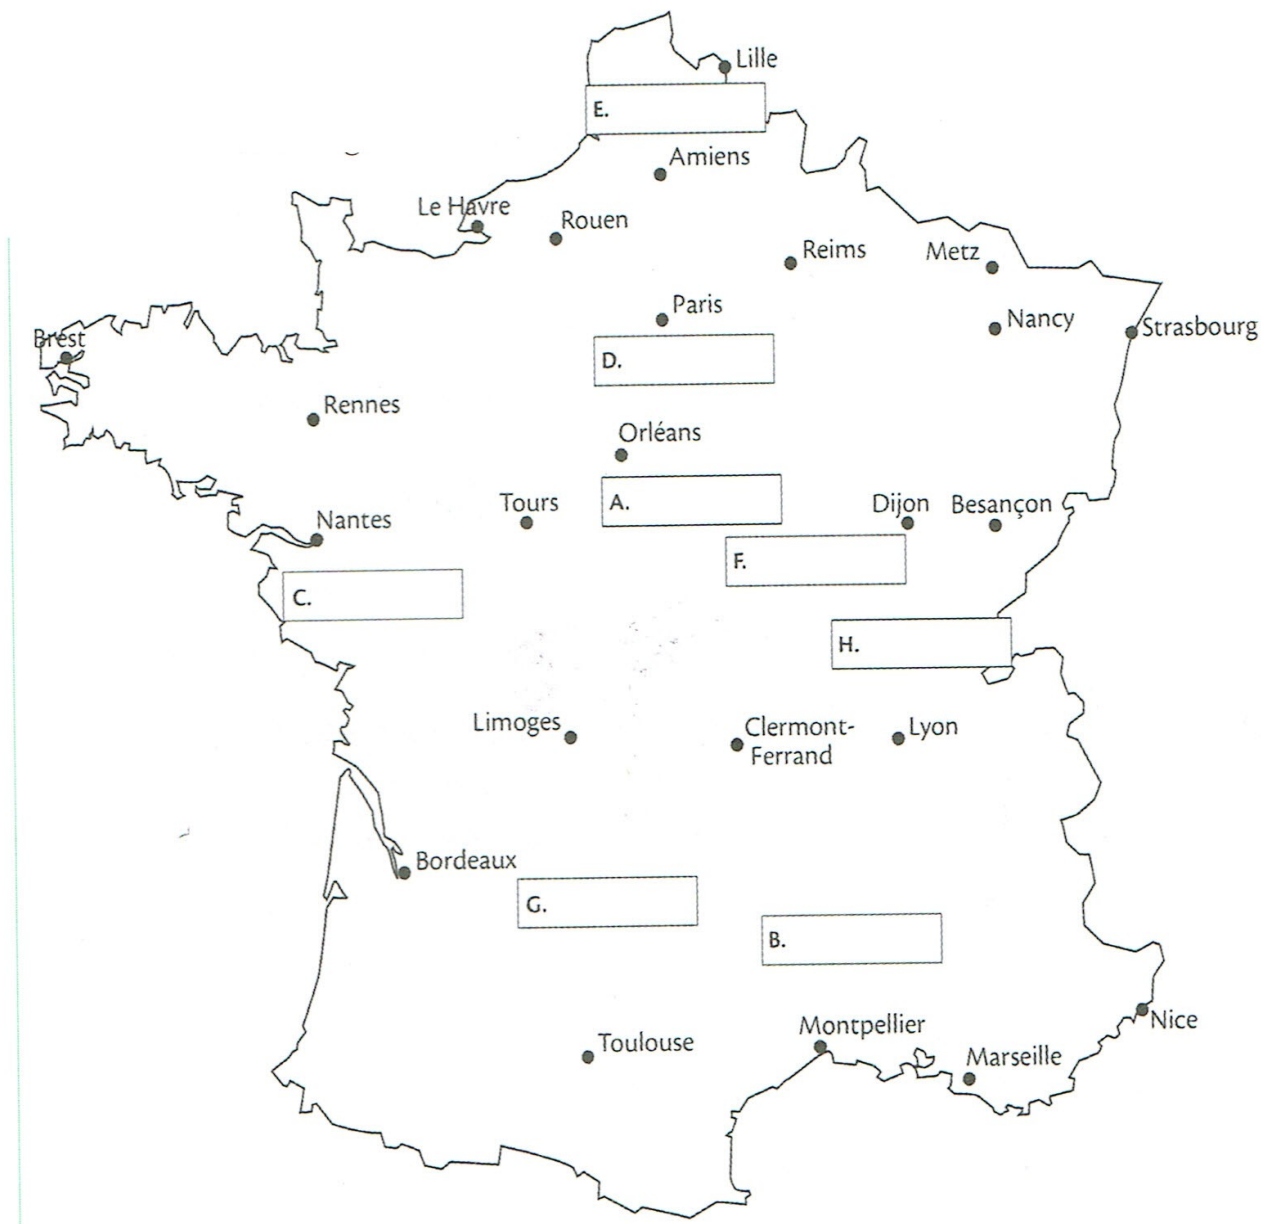 Lille
E.
Amiens
Le Havre
Rouen
Reims
Metz
Paris
Nancy
Strasbourg
Brest
D.
Rennes
Orléans
A.
Tours
Dijon
Besançon
Nantes
F.
C.
H.
Limoges
Clermont-
Ferrand
Lyon
Bordeaux
G.
B.
Montpellier
Nice
Toulouse
Marseille